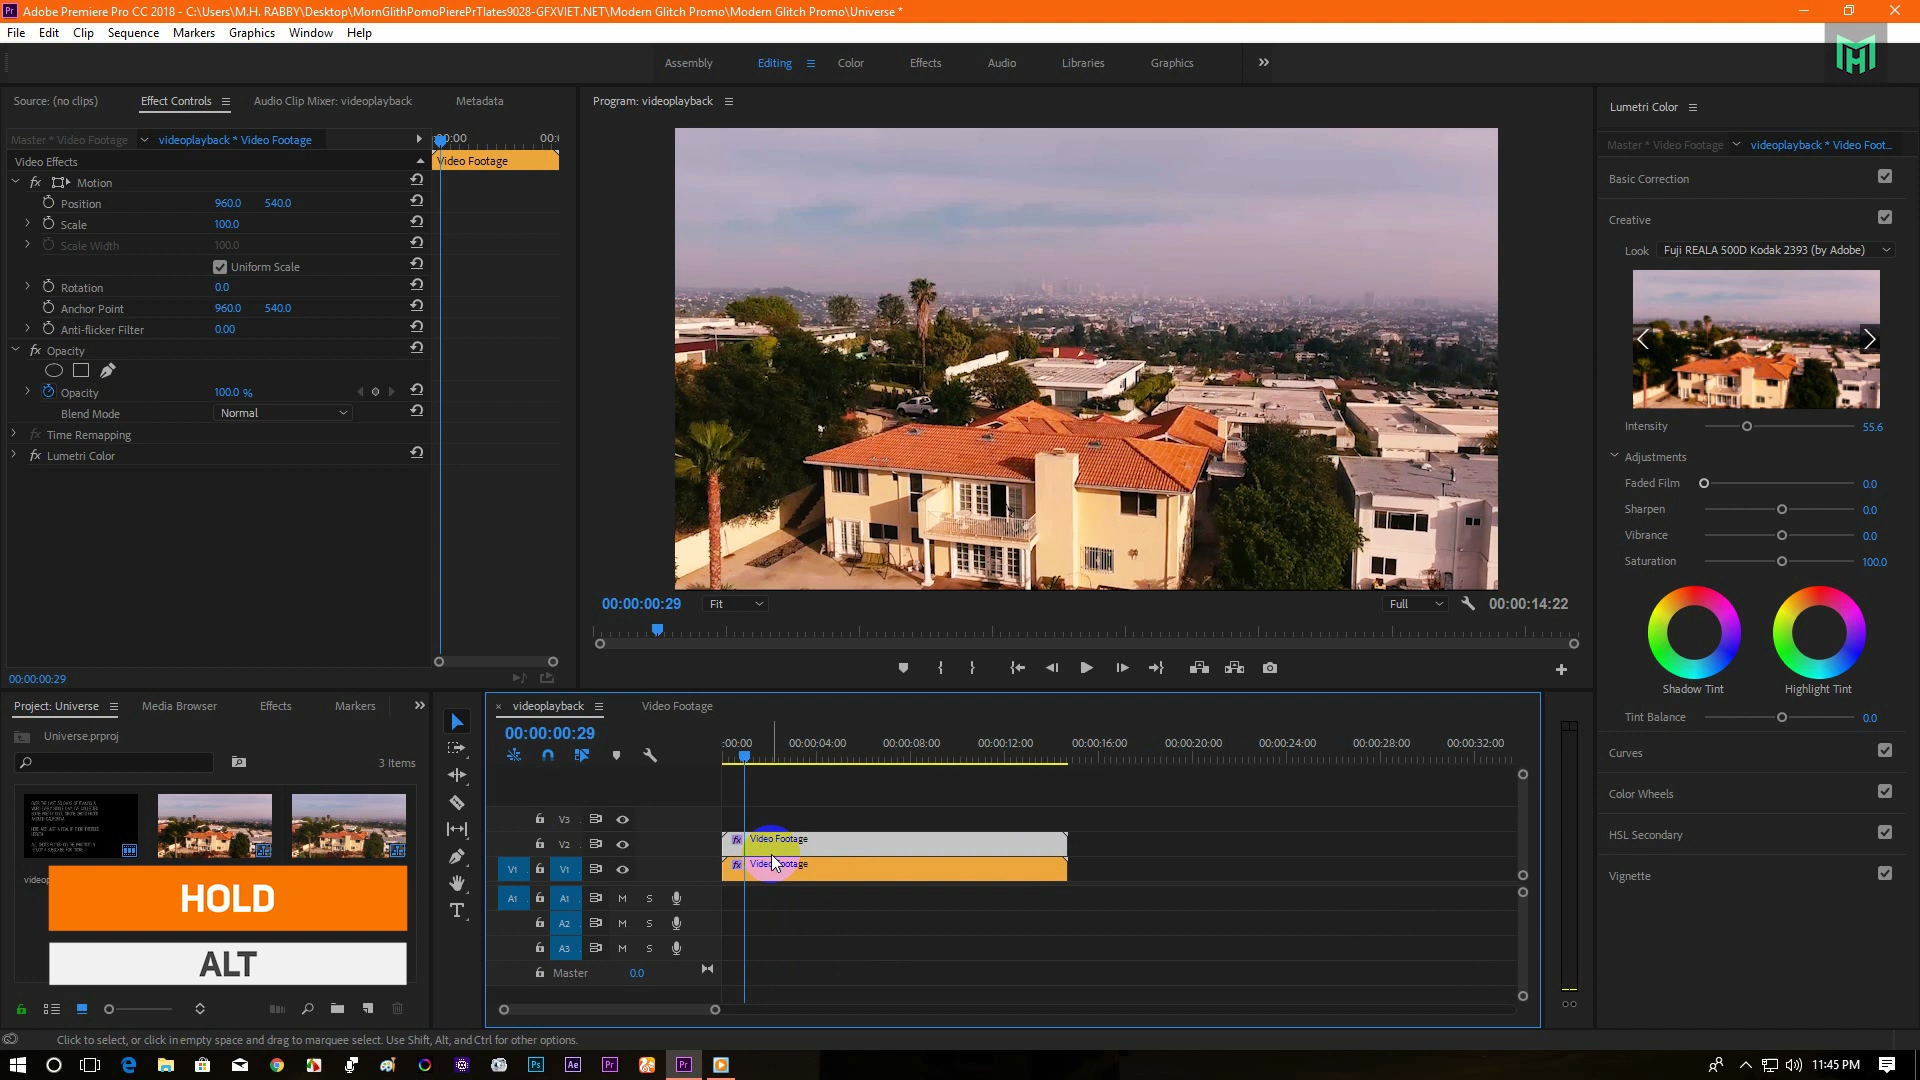 Adobe Premiere Pro CC 2018 - C:\Users\M.H. RABBY\Desktop\MornGlithPomoPierePrTlates9028-GFXVIET.NET\Modern Glitch Promo\Modern Glitch Promo\Universe *
File Edit Clip Sequence Markers Graphics Window Help
Assembly Editing Color Effects Audio Libraries Graphics
Source: (no clips) Effect Controls Audio Clip Mixer: videoplayback Metadata
Master * Video Footage videoplayback * Video Footage
Video Effects
Video Footage
fx Motion
Position 960.0 540.0
Scale 100.0
Scale Width 100.0
Uniform Scale
Rotation 0.0
Anchor Point 960.0 540.0
Anti-flicker Filter 0.00
fx Opacity
Opacity 100.0 %
Blend Mode Normal
fx Time Remapping
fx Lumetri Color
00:00:00:29
Program: videoplayback
00:00:00:29 Fit Full 00:00:14:22
Lumetri Color
Master * Video Footage videoplayback * Video Foot...
Basic Correction
Creative
Look Fuji REALA 500D Kodak 2393 (by Adobe)
Intensity 55.6
Adjustments
Faded Film 0.0
Sharpen 0.0
Vibrance 0.0
Saturation 100.0
Shadow Tint Highlight Tint
Tint Balance 0.0
Curves
Color Wheels
HSL Secondary
Vignette
Project: Universe Media Browser Effects Markers
Universe.prproj
3 Items
HOLD
ALT
videoplayback Video Footage
00:00:00:29
:00:00 00:00:04:00 00:00:08:00 00:00:12:00 00:00:16:00 00:00:20:00 00:00:24:00 00:00:28:00 00:00:32:00
V3
V2 fx Video Footage
V1 V1 fx Video Footage
A1 A1 M S
A2 M S
A3 M S
Master 0.0
Click to select, or click in empty space and drag to marquee select. Use Shift, Alt, and Ctrl for other options.
Ps Ae Pr Pr 11:45 PM